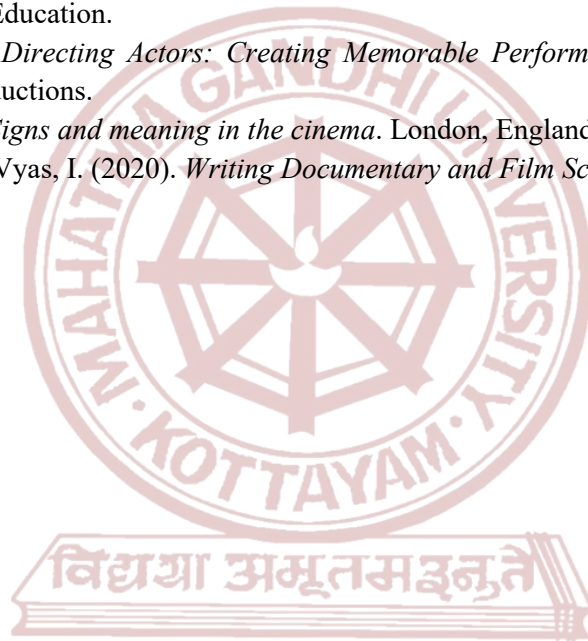 Education.
Directing Actors: Creating Memorable Perform
uctions.
Signs and meaning in the cinema. London, England
Vyas, I. (2020). Writing Documentary and Film Sc
MAHATMA GANDHI UNIVERSITY
KOTTAYAM
विद्यया अमृतमश्नुते